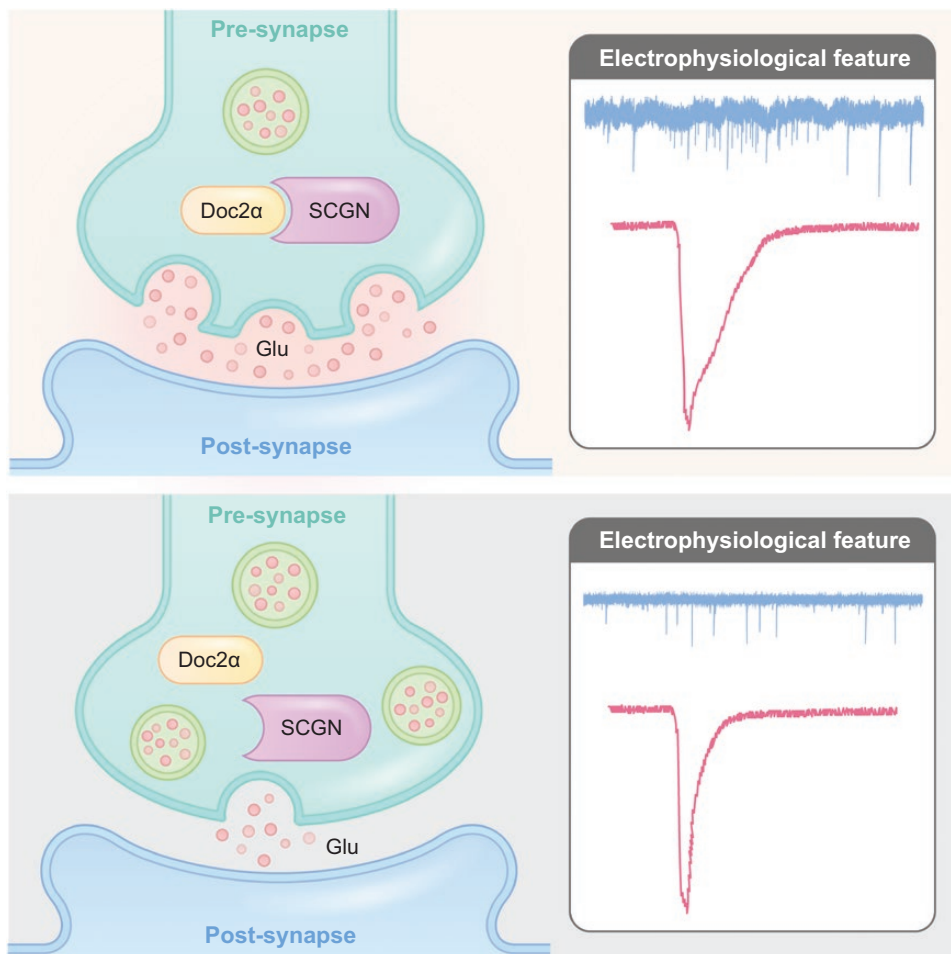 Pre-synapse
Electrophysiological feature
Doc2α
SCGN
Glu
Post-synapse
Pre-synapse
Electrophysiological feature
Doc2α
SCGN
Glu
Post-synapse